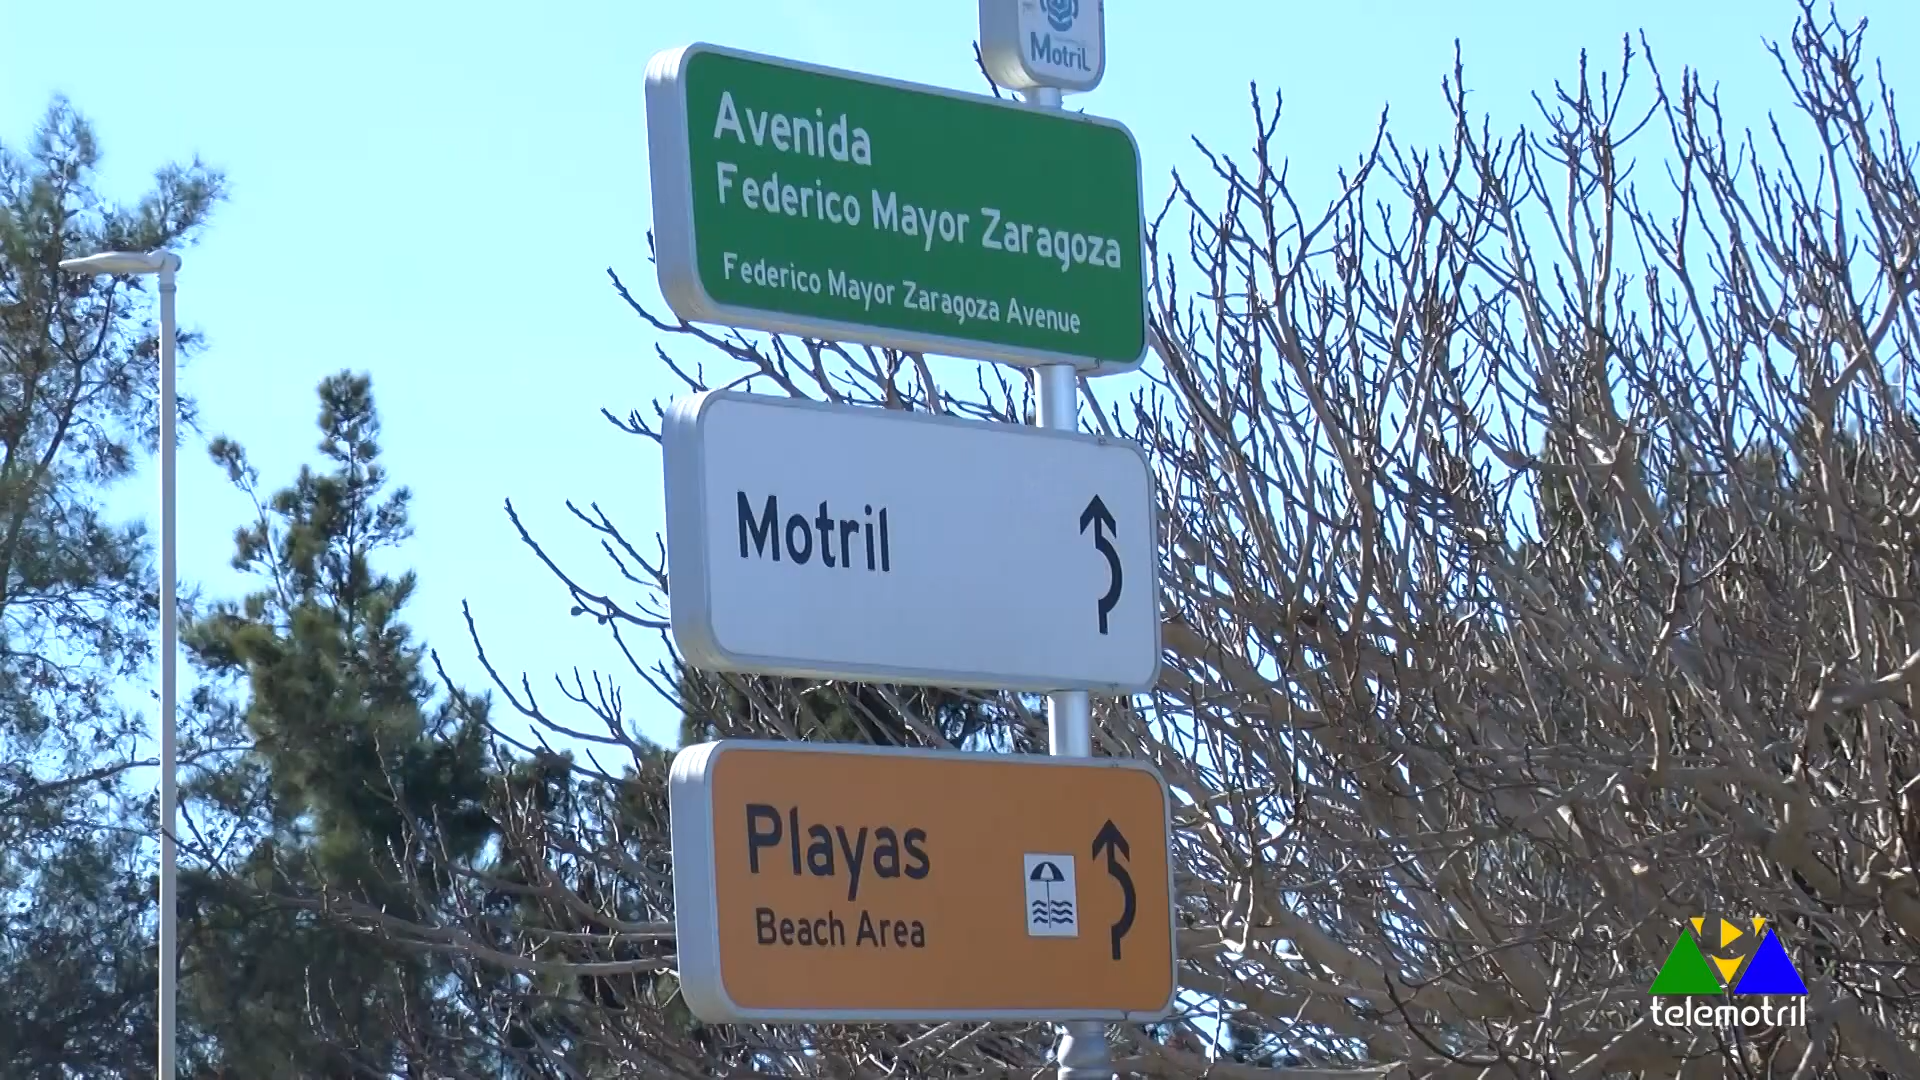 Motril
Avenida
Federico Mayor Zaragoza
Federico Mayor Zaragoza Avenue
Motril
Playas
Beach Area
telemotril